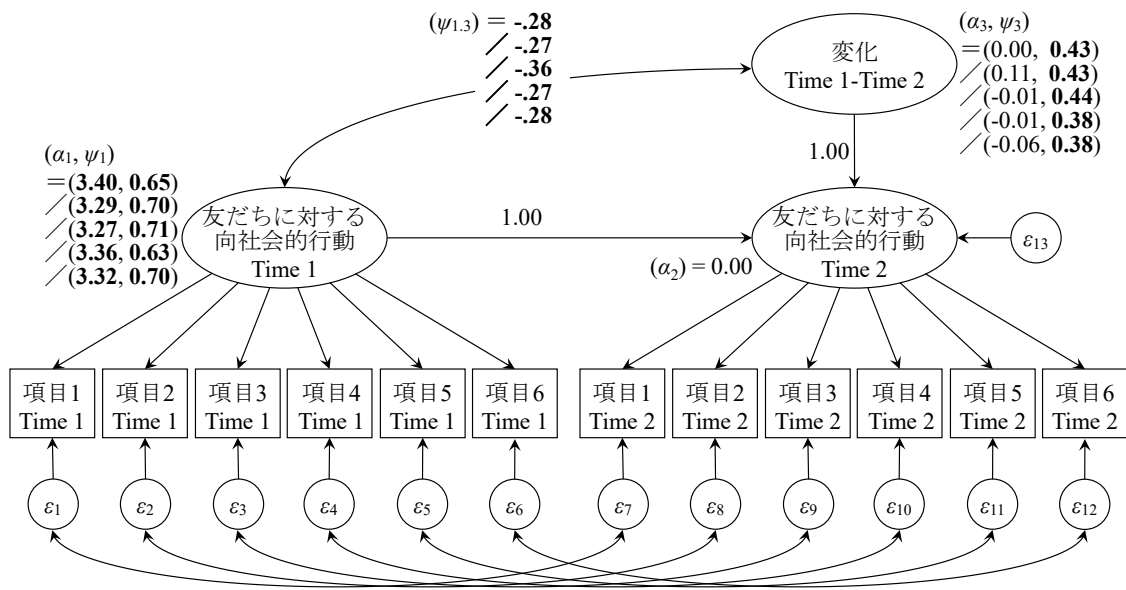 (ψ1.3) = -.28
／-.27
／-.36
／-.27
／-.28
変化
Time 1-Time 2
(α3, ψ3)
=(0.00, 0.43)
／(0.11, 0.43)
／(-0.01, 0.44)
／(-0.01, 0.38)
／(-0.06, 0.38)
1.00
(α1, ψ1)
=(3.40, 0.65)
／(3.29, 0.70)
／(3.27, 0.71)
／(3.36, 0.63)
／(3.32, 0.70)
友だちに対する
向社会的行動
Time 1
1.00
友だちに対する
向社会的行動
Time 2
(α2) = 0.00
ε13
項目1
Time 1
項目2
Time 1
項目3
Time 1
項目4
Time 1
項目5
Time 1
項目6
Time 1
項目1
Time 2
項目2
Time 2
項目3
Time 2
項目4
Time 2
項目5
Time 2
項目6
Time 2
ε1
ε2
ε3
ε4
ε5
ε6
ε7
ε8
ε9
ε10
ε11
ε12